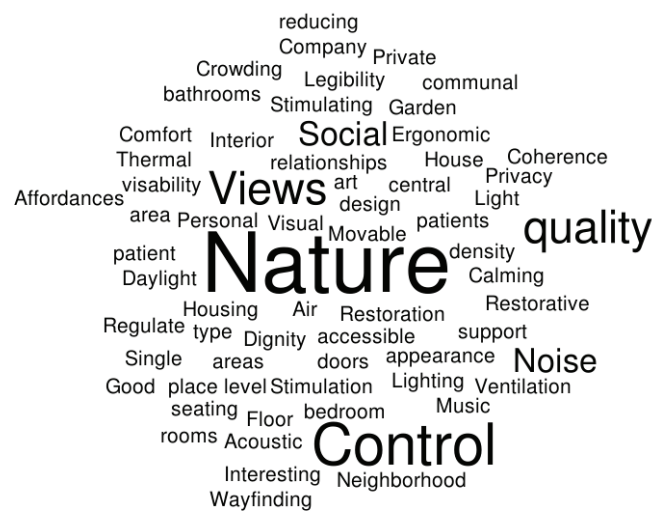 reducing
Company Private
Crowding Legibility communal
bathrooms Stimulating Garden
Comfort Interior Social Ergonomic
Thermal relationships House Coherence
visability Views art central Privacy
Affordances design Light
area Personal Visual Movable patients quality
patient Nature density
Daylight Calming
Housing Air Restoration Restorative
Regulate type Dignity accessible support
Single areas doors appearance Noise
Good place level Stimulation Lighting Ventilation
seating Floor bedroom Music
rooms Acoustic Control
Interesting Neighborhood
Wayfinding